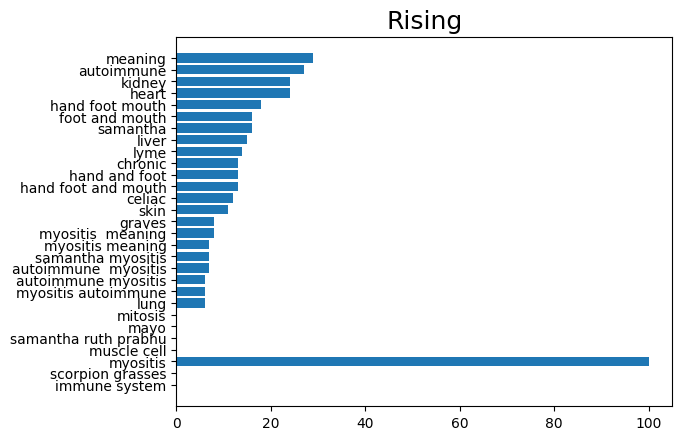 Rising
meaning
autoimmune
kidney
heart
hand foot mouth
foot and mouth
samantha
liver
lyme
chronic
hand and foot
hand foot and mouth
celiac
skin
graves
myositis  meaning
myositis meaning
samantha myositis
autoimmune  myositis
autoimmune myositis
myositis autoimmune
lung
mitosis
mayo
samantha ruth prabhu
muscle cell
myositis
scorpion grasses
immune system
0 20 40 60 80 100